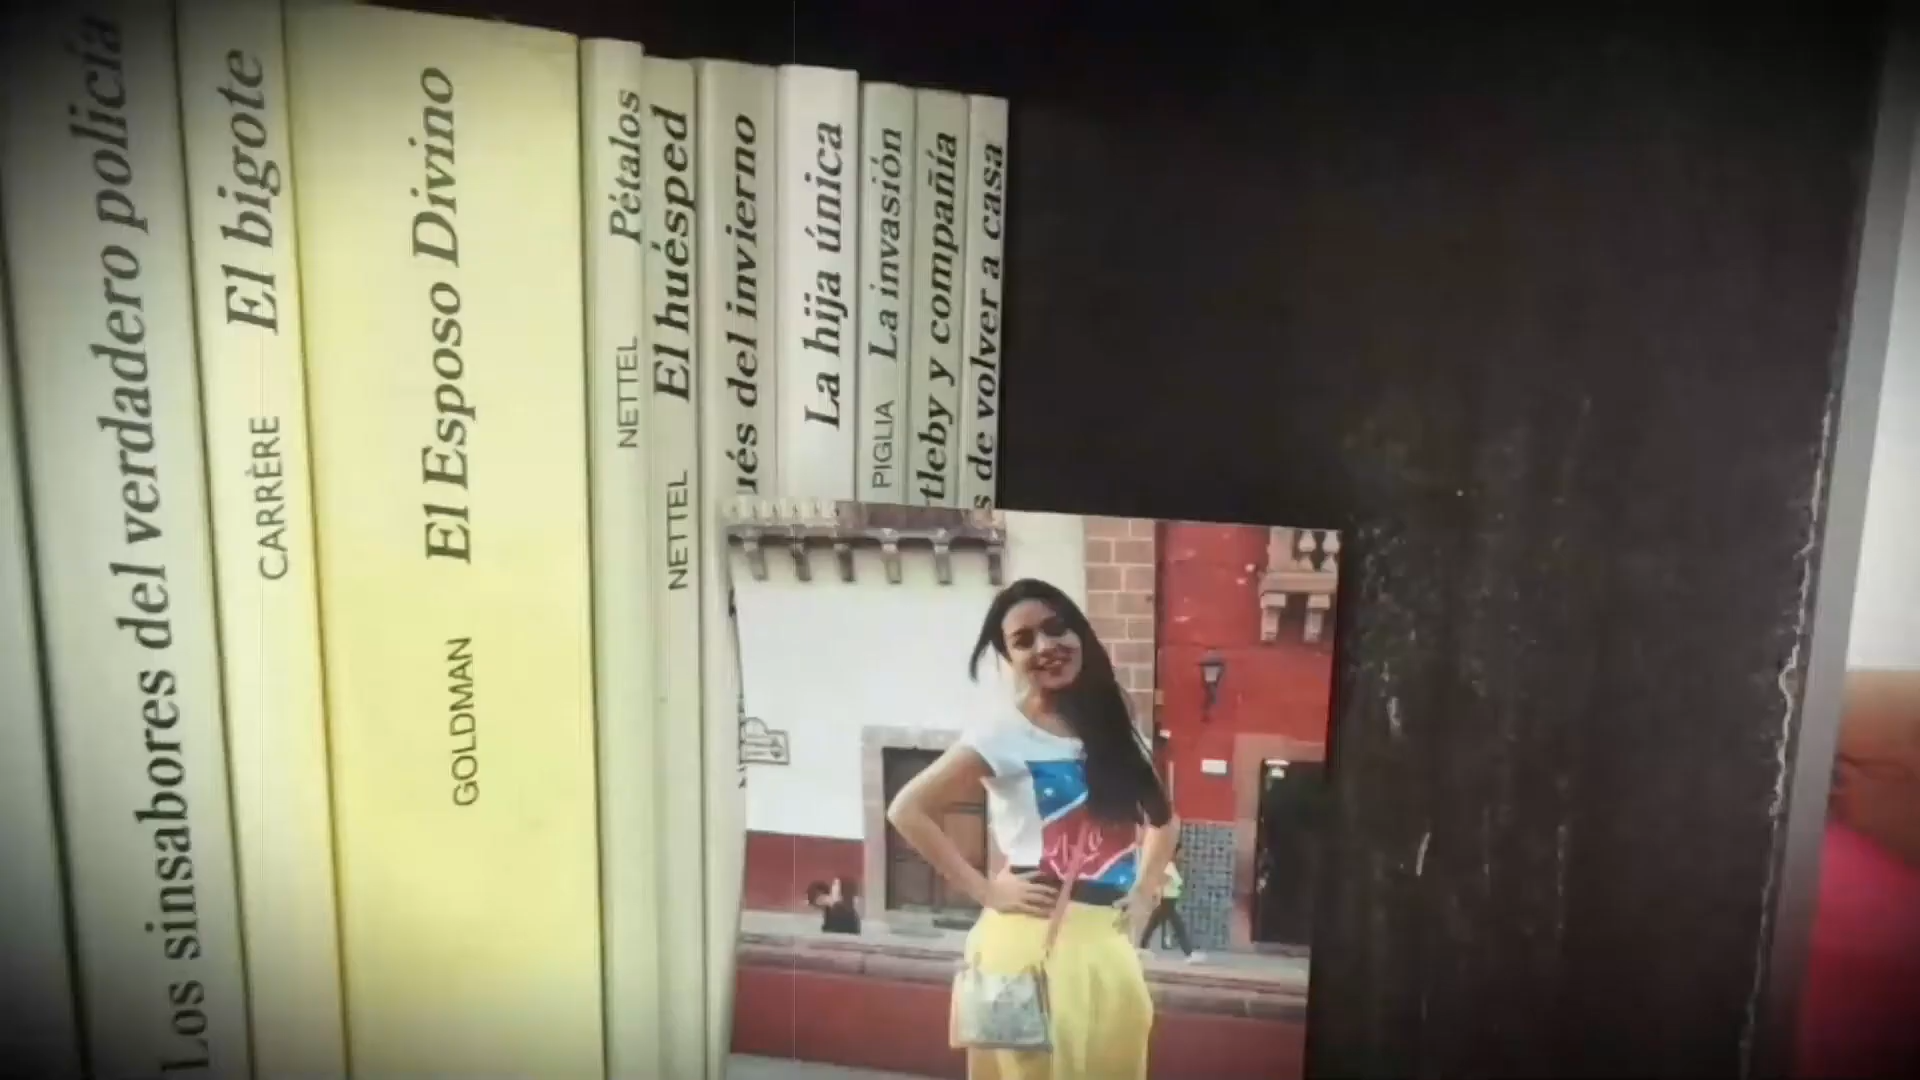 Los sinsabores del verdadero policía
CARRÈRE El bigote
GOLDMAN El Esposo Divino
NETTEL Pétalos
NETTEL El huésped
ués del invierno
La hija única
PIGLIA La invasión
tleby y compañía
s de volver a casa